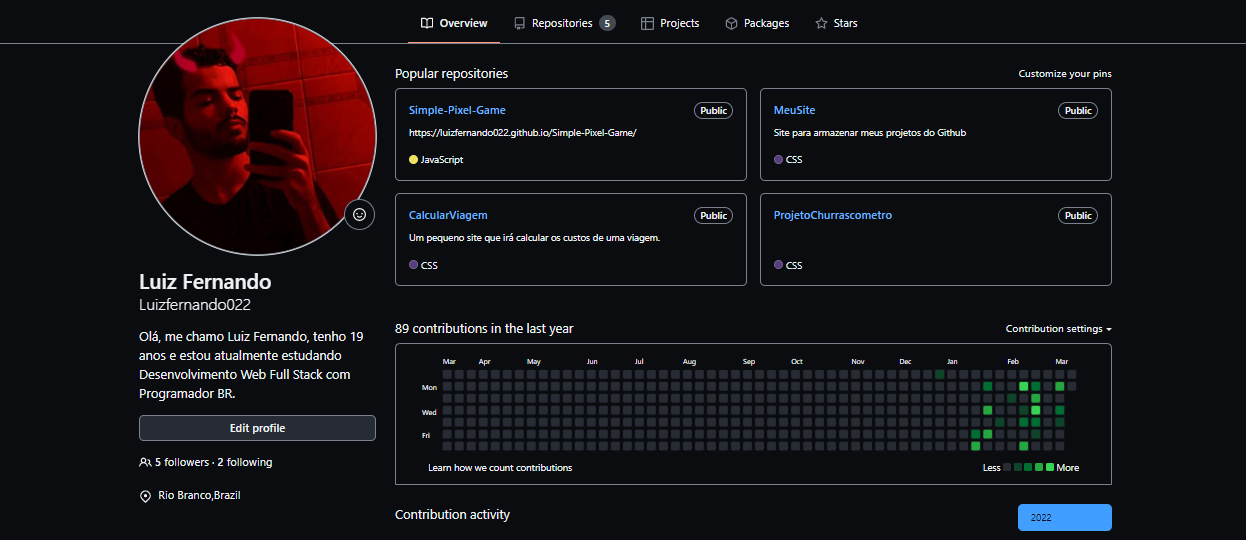 Overview Repositories 5 Projects Packages Stars
Popular repositories
Customize your pins
Simple-Pixel-Game Public
https://luizfernando022.github.io/Simple-Pixel-Game/
JavaScript
MeuSite Public
Site para armazenar meus projetos do Github
CSS
CalcularViagem Public
Um pequeno site que irá calcular os custos de uma viagem.
CSS
ProjetoChurrascometro Public
CSS
Luiz Fernando
Luizfernando022
Olá, me chamo Luiz Fernando, tenho 19
anos e estou atualmente estudando
Desenvolvimento Web Full Stack com
Programador BR.
Edit profile
5 followers · 2 following
Rio Branco,Brazil
89 contributions in the last year
Contribution settings
Mar Apr May Jun Jul Aug Sep Oct Nov Dec Jan Feb Mar
Mon
Wed
Fri
Learn how we count contributions
Less More
Contribution activity
2022